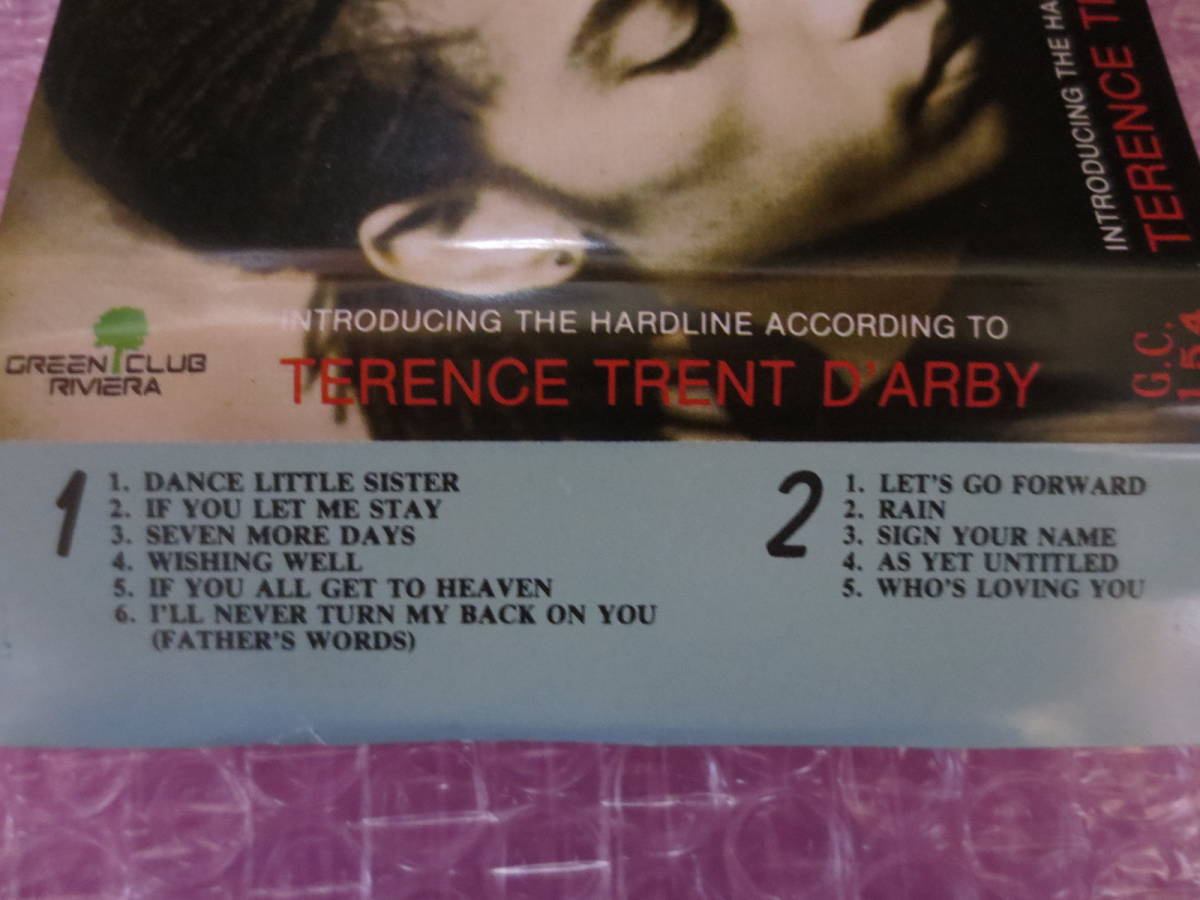 INTRODUCING THE HA
TERENCE
G.C.
GREEN CLUB
RIVIERA
INTRODUCING THE HARDLINE ACCORDING TO
TERENCE TRENT D'ARBY
1
1. DANCE LITTLE SISTER
2. IF YOU LET ME STAY
3. SEVEN MORE DAYS
4. WISHING WELL
5. IF YOU ALL GET TO HEAVEN
6. I'LL NEVER TURN MY BACK ON YOU
(FATHER'S WORDS)
2
1. LET'S GO FORWARD
2. RAIN
3. SIGN YOUR NAME
4. AS YET UNTITLED
5. WHO'S LOVING YOU